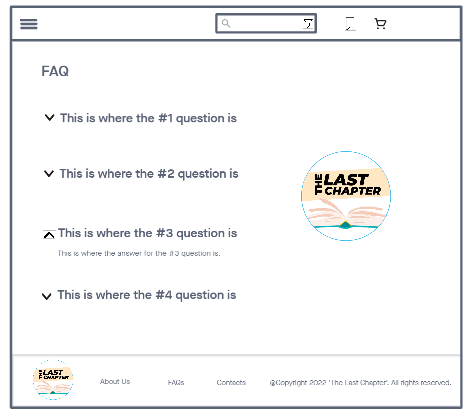 FAQ
This is where the #1 question is
This is where the #2 question is
THE LAST
CHAPTER
This is where the #3 question is
This is where the answer for the #3 question is.
This is where the #4 question is
THE LAST
CHAPTER
About Us
FAQs
Contacts
@Copyright 2022 'The Last Chapter'. All rights reserved.